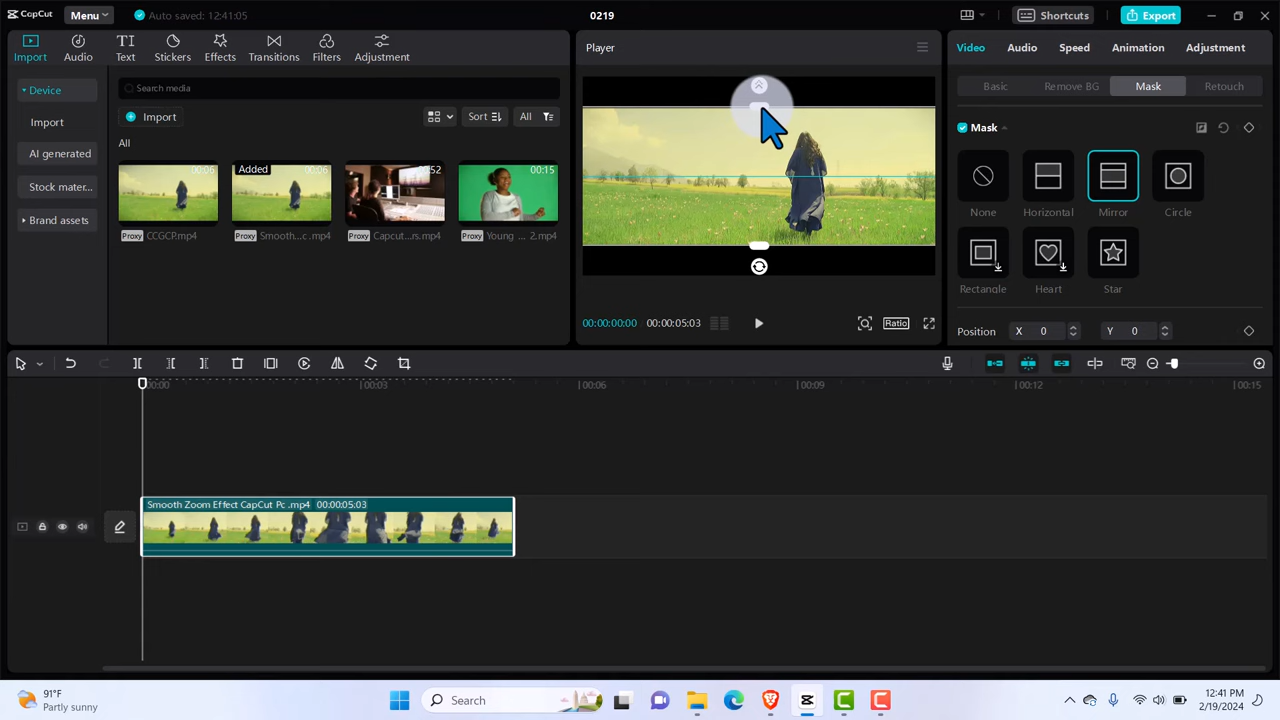 CapCut
Menu
Auto saved: 12:41:05
0219
Shortcuts
Export
Import
Audio
Text
Stickers
Effects
Transitions
Filters
Adjustment
Device
Import
AI generated
Stock mater...
Brand assets
Search media
Import
Sort
All
All
00:06
Added
00:06
:52
00:15
Proxy CCGCP.mp4
Proxy Smooth...c .mp4
Proxy Capcut...rs.mp4
Proxy Young ... 2.mp4
Player
00:00:00:00
00:00:05:03
Ratio
Video
Audio
Speed
Animation
Adjustment
Basic
Remove BG
Mask
Retouch
Mask
None
Horizontal
Mirror
Circle
Rectangle
Heart
Star
Position
X 0
Y 0
00:00
00:03
00:06
00:09
00:12
00:15
Smooth Zoom Effect CapCut Pc .mp4 00:00:05:03
91°F
Partly sunny
Search
12:41 PM
2/19/2024